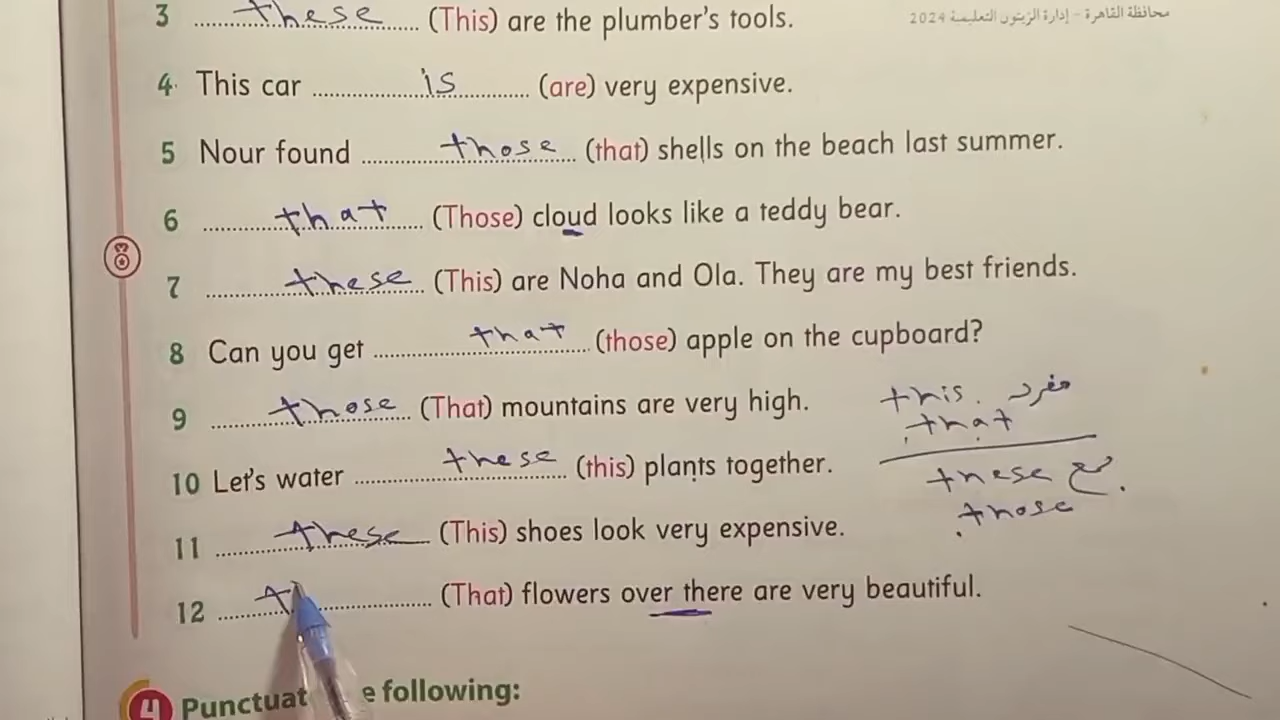 محافظة القاهرة – إدارة الزيتون التعليمية 2024
3 these (This) are the plumber's tools.
4 This car is (are) very expensive.
5 Nour found those (that) shells on the beach last summer.
6 that (Those) cloud looks like a teddy bear.
7 these (This) are Noha and Ola. They are my best friends.
8 Can you get that (those) apple on the cupboard?
9 those (That) mountains are very high.
this. مفرد
that
10 Let's water these (this) plants together.
these جمع
those
11 these (This) shoes look very expensive.
12 (That) flowers over there are very beautiful.
4 Punctuat e following: